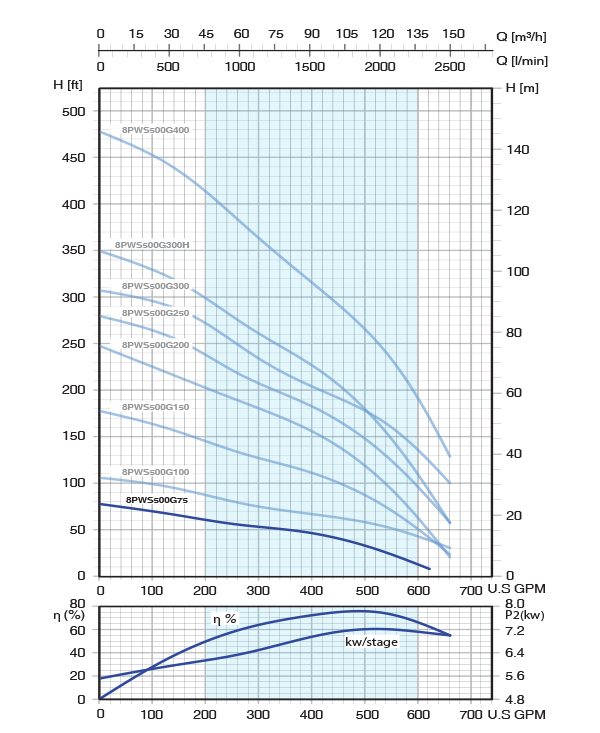 0 15 30 45 60 75 90 105 120 135 150 Q [m³/h]
0 500 1000 1500 2000 2500 Q [l/min]
H [ft] H [m]
500
8PWSs00G400
450 140
400 120
350 8PWSs00G300H
100
300 8PWSs00G300
8PWSs00G2s0
250 8PWSs00G200 80
200 60
8PWSs00G1s0
150 40
8PWSs00G100
100
8PWSs00G7s
50 20
0 0
0 100 200 300 400 500 600 700 U.S GPM
80 8.0
η (%) η % P2(kw)
60 7.2
kw/stage
40 6.4
20 5.6
0 4.8
0 100 200 300 400 500 600 700 U.S GPM